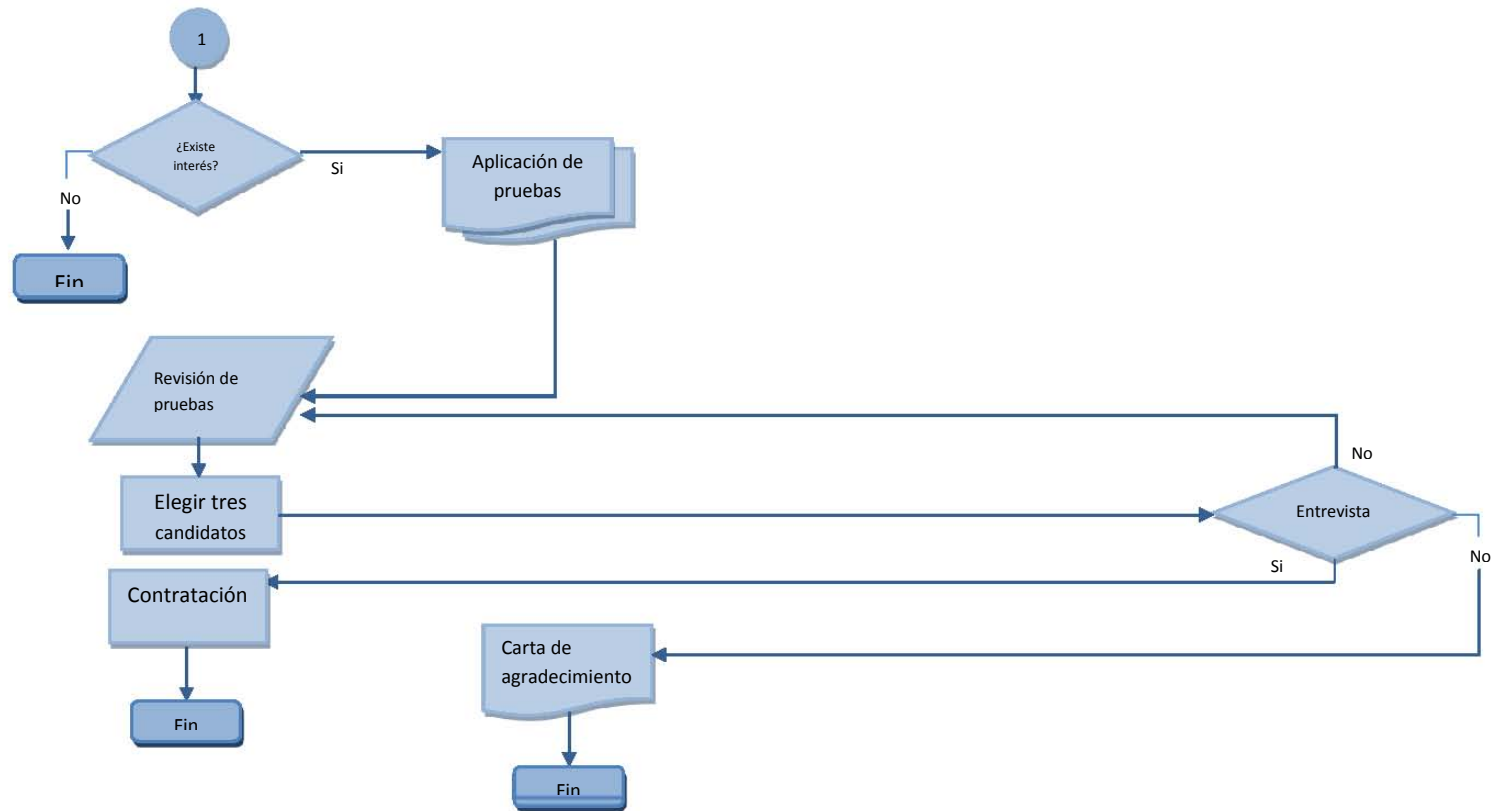 1
¿Existe
interés?
Si
No
Aplicación de
pruebas
Fin
Revisión de
pruebas
No
Elegir tres
candidatos
Entrevista
No
Si
Contratación
Carta de
agradecimiento
Fin
Fin